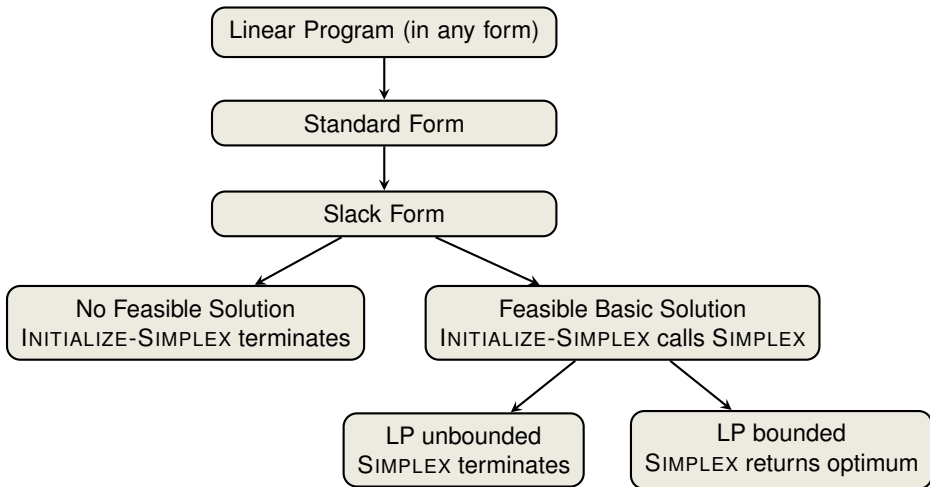 Linear Program (in any form)
Standard Form
Slack Form
No Feasible Solution
INITIALIZE-SIMPLEX terminates
Feasible Basic Solution
INITIALIZE-SIMPLEX calls SIMPLEX
LP unbounded
SIMPLEX terminates
LP bounded
SIMPLEX returns optimum